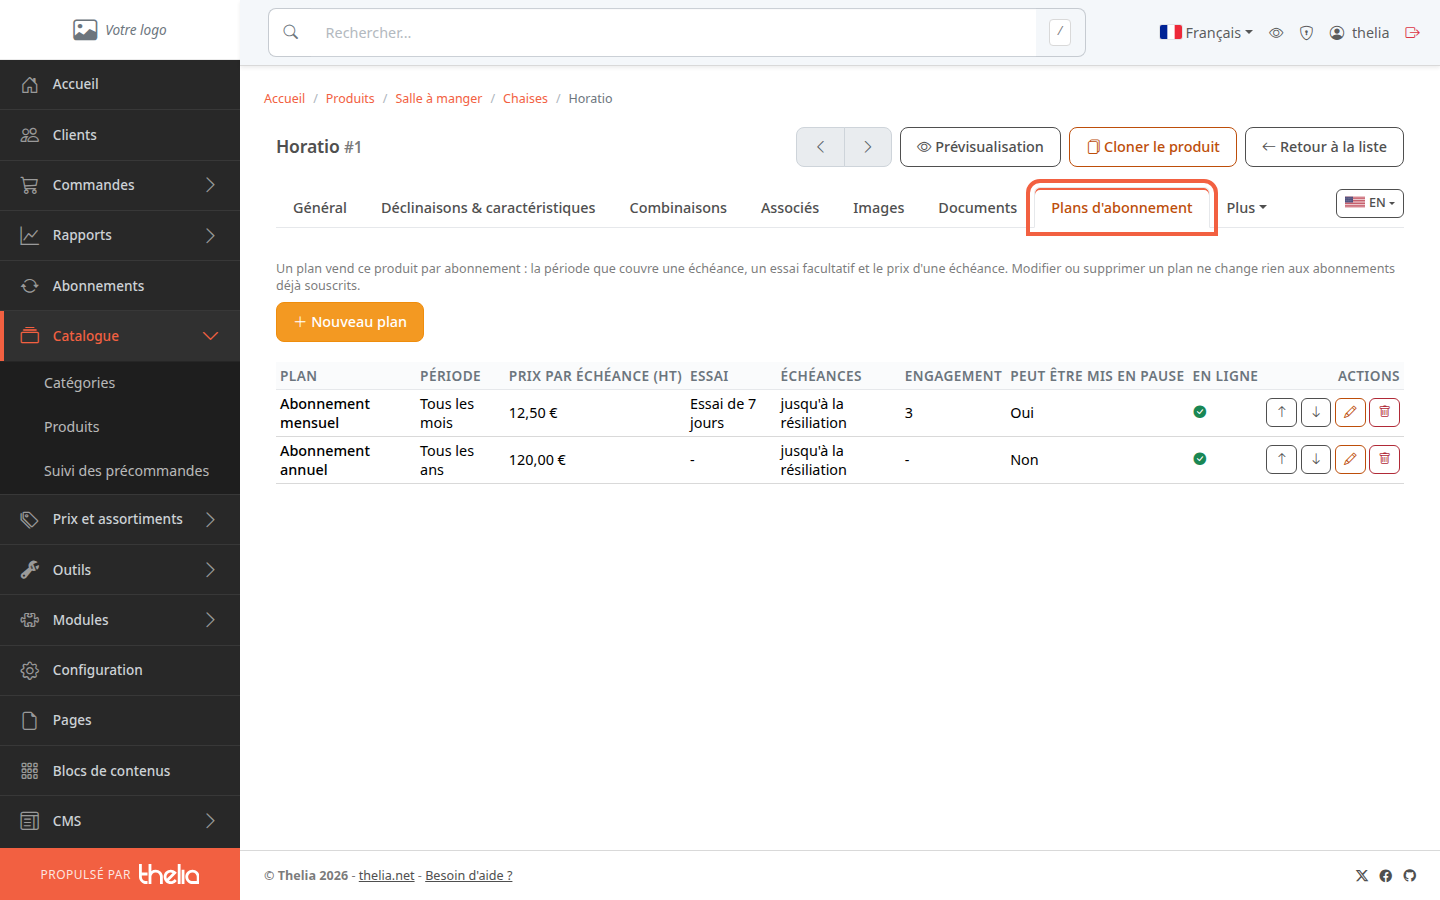 Votre logo
Rechercher...
/
Français
thelia
Accueil
Clients
Commandes
Rapports
Abonnements
Catalogue
Catégories
Produits
Suivi des précommandes
Prix et assortiments
Outils
Modules
Configuration
Pages
Blocs de contenus
CMS
PROPULSÉ PAR thelia
Accueil / Produits / Salle à manger / Chaises / Horatio
Horatio #1
Prévisualisation
Cloner le produit
Retour à la liste
Général
Déclinaisons & caractéristiques
Combinaisons
Associés
Images
Documents
Plans d'abonnement
Plus
EN
Un plan vend ce produit par abonnement : la période que couvre une échéance, un essai facultatif et le prix d'une échéance. Modifier ou supprimer un plan ne change rien aux abonnements
déjà souscrits.
+ Nouveau plan
PLAN PÉRIODE PRIX PAR ÉCHÉANCE (HT) ESSAI ÉCHÉANCES ENGAGEMENT PEUT ÊTRE MIS EN PAUSE EN LIGNE ACTIONS
Abonnement mensuel Tous les mois 12,50 € Essai de 7 jours jusqu'à la résiliation 3 Oui
Abonnement annuel Tous les ans 120,00 € - jusqu'à la résiliation - Non
© Thelia 2026 - thelia.net - Besoin d'aide ?